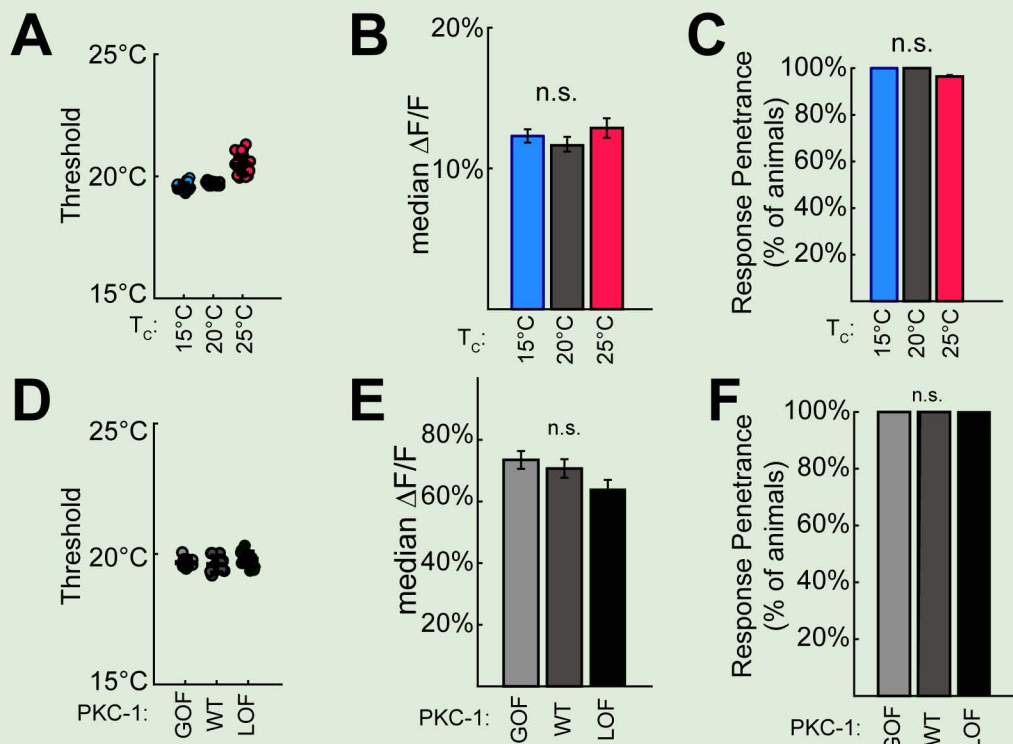 A
25°C
20°C
15°C
Threshold
T_C:
15°C
20°C
25°C
B
20%
10%
median ΔF/F
n.s.
T_C:
15°C
20°C
25°C
C
n.s.
100%
80%
60%
40%
20%
Response Penetrance
(% of animals)
T_C:
15°C
20°C
25°C
D
25°C
20°C
15°C
Threshold
PKC-1:
GOF
WT
LOF
E
80%
60%
40%
20%
median ΔF/F
n.s.
PKC-1:
GOF
WT
LOF
F
n.s.
100%
80%
60%
40%
20%
Response Penetrance
(% of animals)
PKC-1:
GOF
WT
LOF